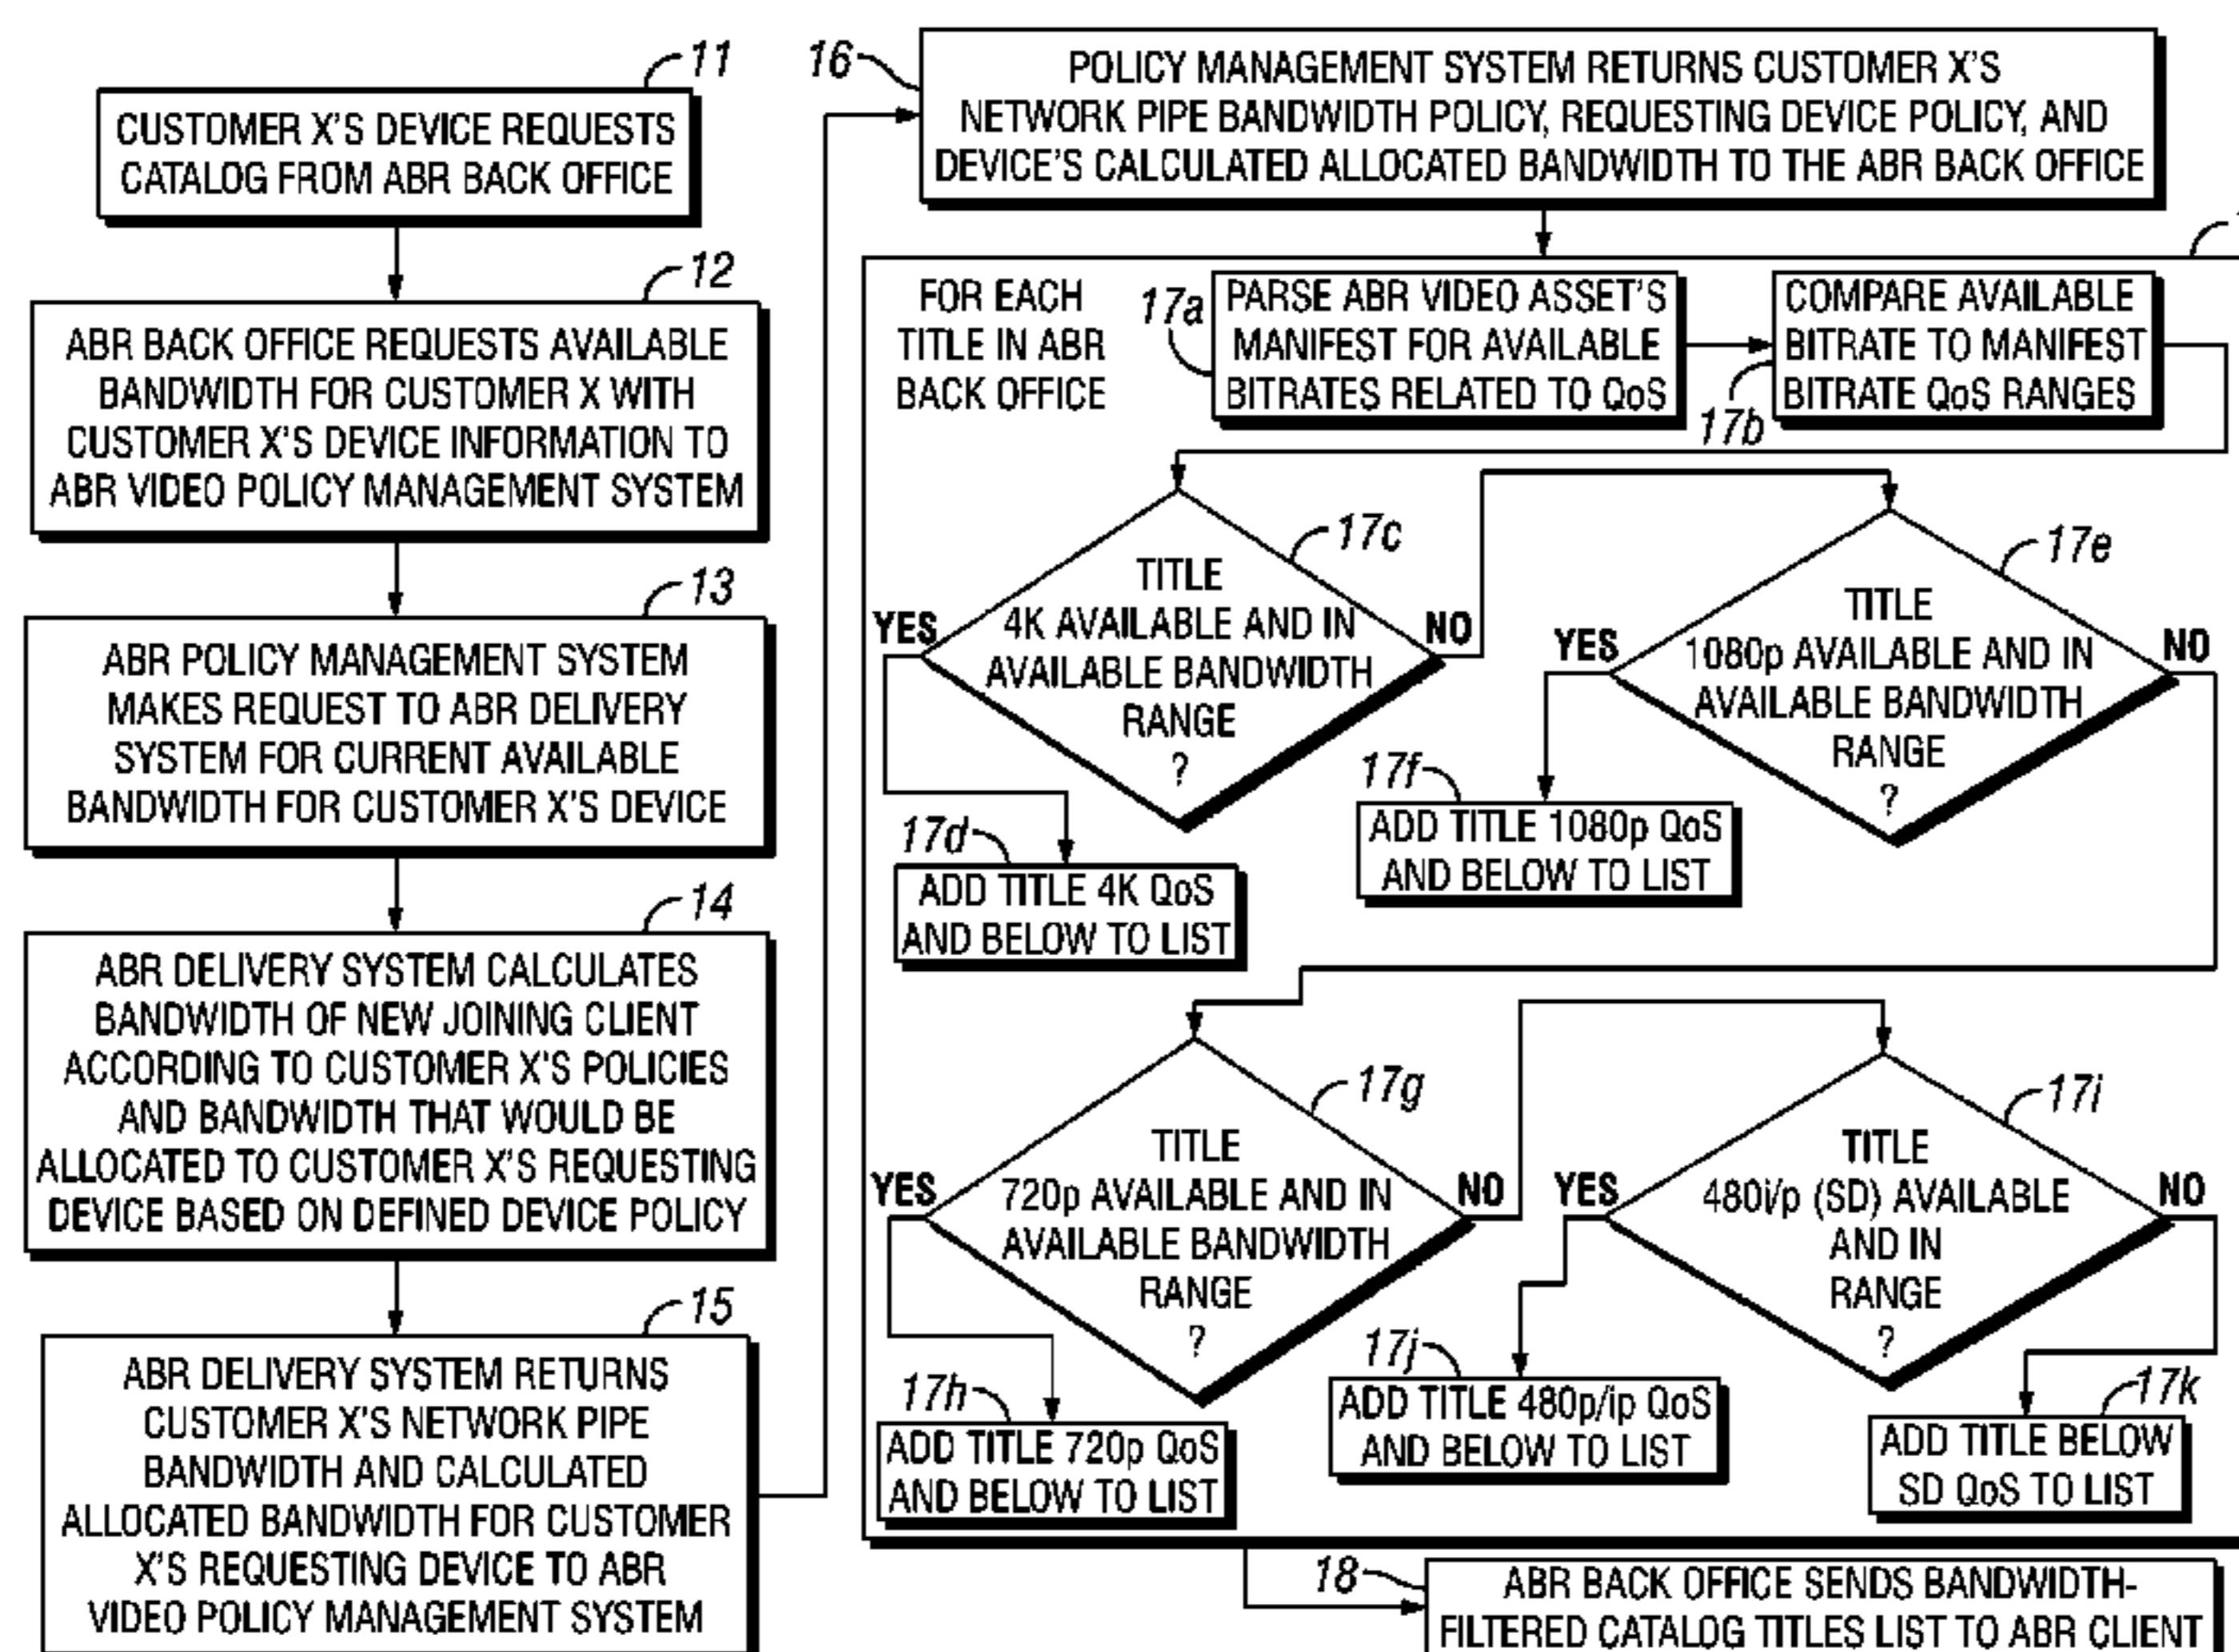 11
CUSTOMER X'S DEVICE REQUESTS
CATALOG FROM ABR BACK OFFICE
12
ABR BACK OFFICE REQUESTS AVAILABLE
BANDWIDTH FOR CUSTOMER X WITH
CUSTOMER X'S DEVICE INFORMATION TO
ABR VIDEO POLICY MANAGEMENT SYSTEM
13
ABR POLICY MANAGEMENT SYSTEM
MAKES REQUEST TO ABR DELIVERY
SYSTEM FOR CURRENT AVAILABLE
BANDWIDTH FOR CUSTOMER X'S DEVICE
14
ABR DELIVERY SYSTEM CALCULATES
BANDWIDTH OF NEW JOINING CLIENT
ACCORDING TO CUSTOMER X'S POLICIES
AND BANDWIDTH THAT WOULD BE
ALLOCATED TO CUSTOMER X'S REQUESTING
DEVICE BASED ON DEFINED DEVICE POLICY
15
ABR DELIVERY SYSTEM RETURNS
CUSTOMER X'S NETWORK PIPE
BANDWIDTH AND CALCULATED
ALLOCATED BANDWIDTH FOR CUSTOMER
X'S REQUESTING DEVICE TO ABR
VIDEO POLICY MANAGEMENT SYSTEM
16
POLICY MANAGEMENT SYSTEM RETURNS CUSTOMER X'S
NETWORK PIPE BANDWIDTH POLICY, REQUESTING DEVICE POLICY, AND
DEVICE'S CALCULATED ALLOCATED BANDWIDTH TO THE ABR BACK OFFICE
FOR EACH
TITLE IN ABR
BACK OFFICE
17a
PARSE ABR VIDEO ASSET'S
MANIFEST FOR AVAILABLE
BITRATES RELATED TO QoS
17b
COMPARE AVAILABLE
BITRATE TO MANIFEST
BITRATE QoS RANGES
17c
TITLE
4K AVAILABLE AND IN
AVAILABLE BANDWIDTH
RANGE
?
YES
NO
17d
ADD TITLE 4K QoS
AND BELOW TO LIST
17e
TITLE
1080p AVAILABLE AND IN
AVAILABLE BANDWIDTH
RANGE
?
YES
NO
17f
ADD TITLE 1080p QoS
AND BELOW TO LIST
17g
TITLE
720p AVAILABLE AND IN
AVAILABLE BANDWIDTH
RANGE
?
YES
NO
17h
ADD TITLE 720p QoS
AND BELOW TO LIST
17i
TITLE
480i/p (SD) AVAILABLE
AND IN
RANGE
?
YES
NO
17j
ADD TITLE 480p/ip QoS
AND BELOW TO LIST
17k
ADD TITLE BELOW
SD QoS TO LIST
18
ABR BACK OFFICE SENDS BANDWIDTH-
FILTERED CATALOG TITLES LIST TO ABR CLIENT